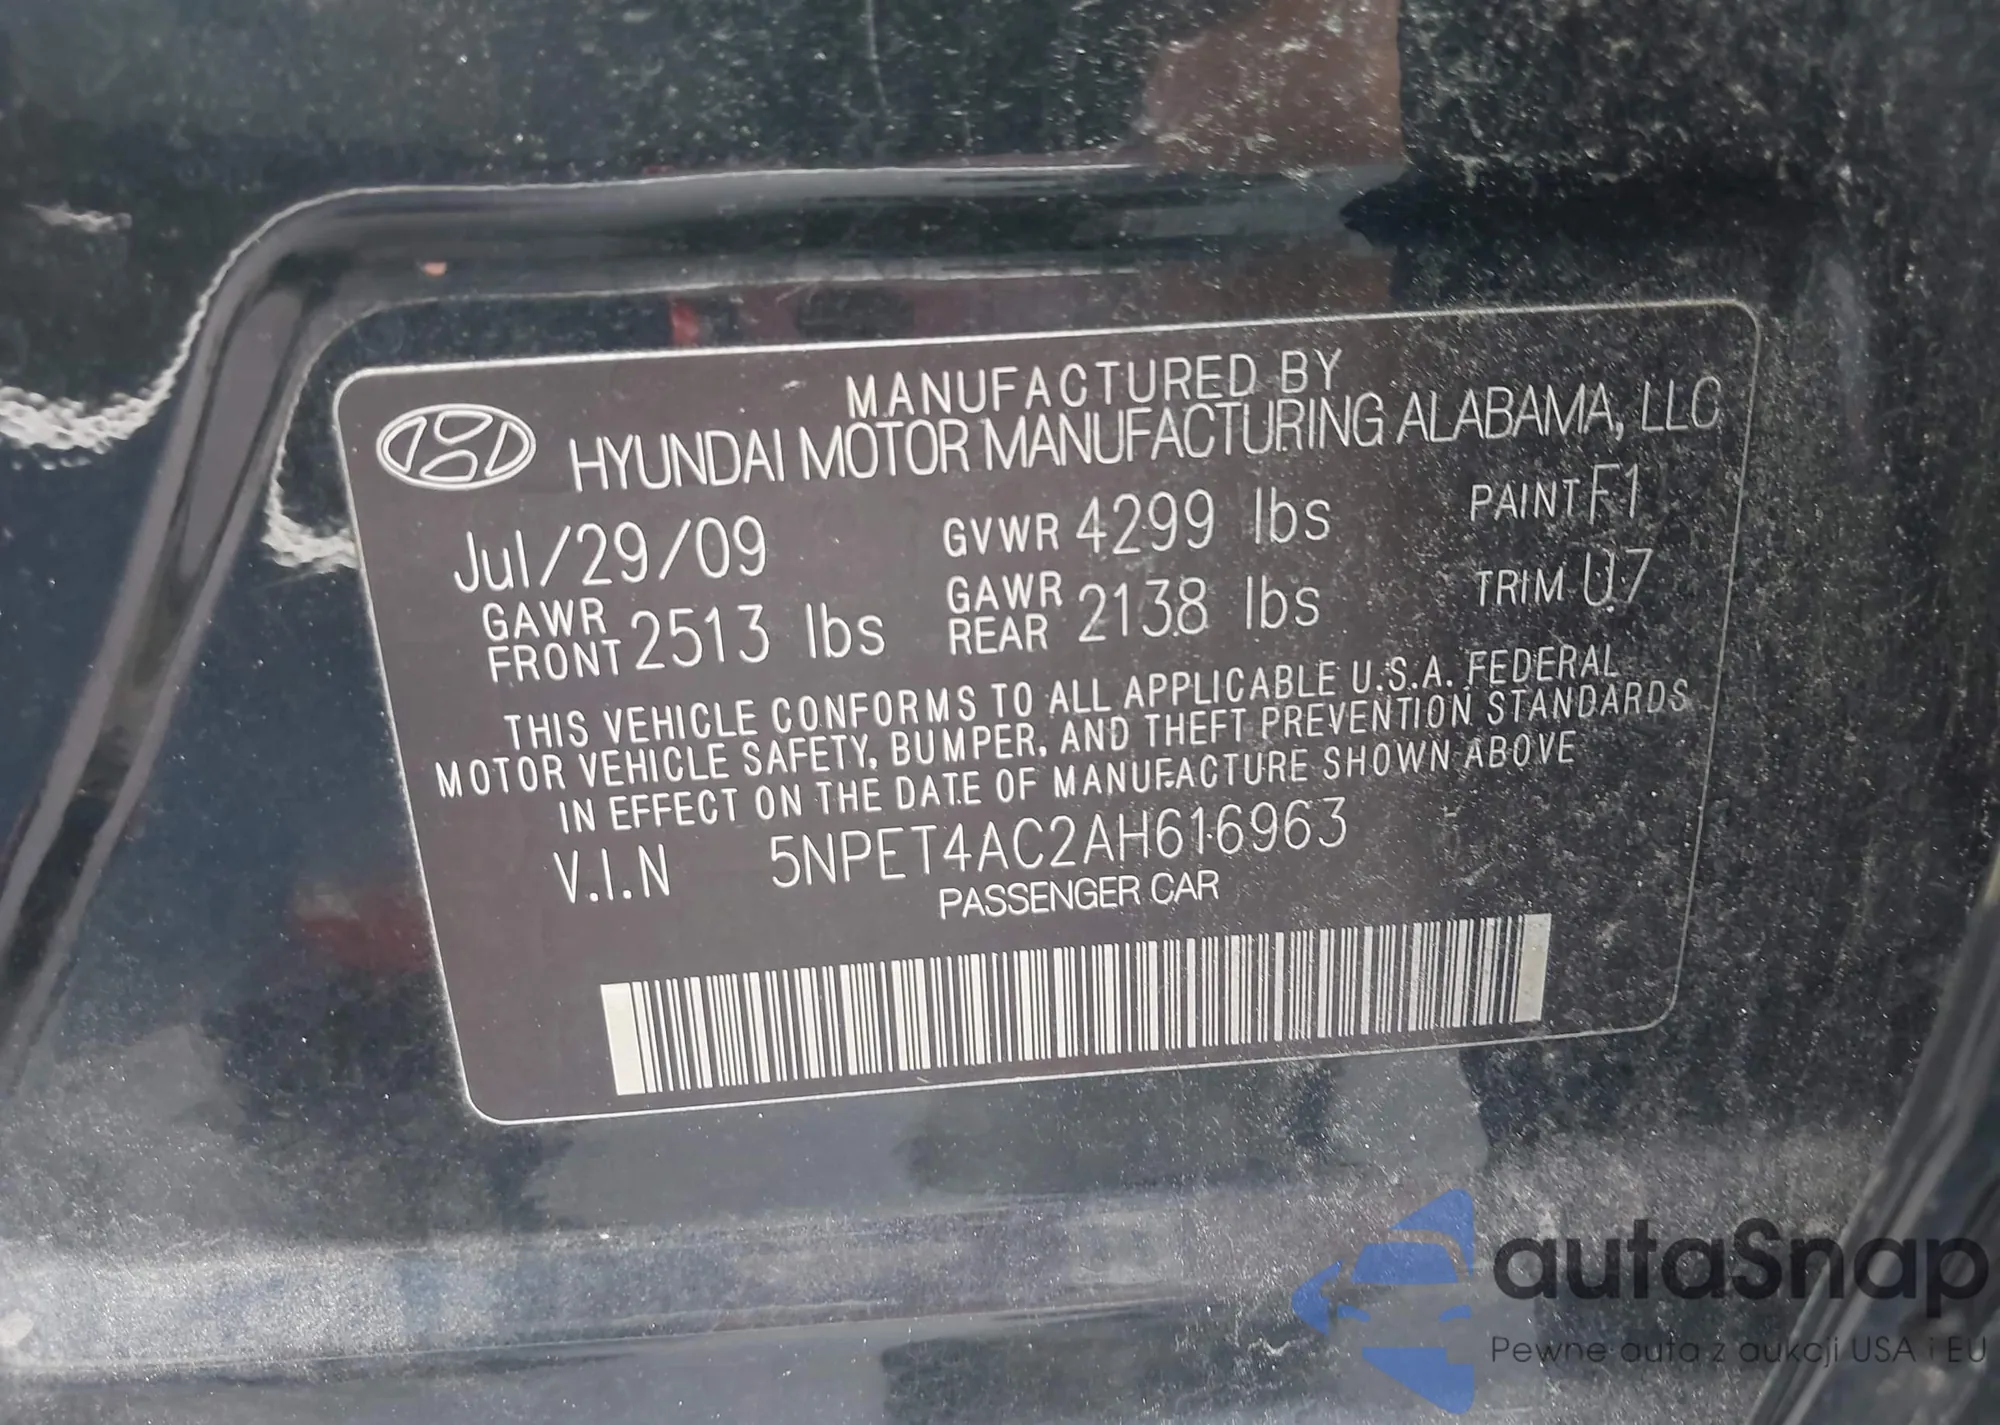 MANUFACTURED BY
HYUNDAI MOTOR MANUFACTURING ALABAMA, LLC
Jul/29/09 GVWR 4299 lbs PAINT F1
GAWR FRONT 2513 lbs GAWR REAR 2138 lbs TRIM U7
THIS VEHICLE CONFORMS TO ALL APPLICABLE U.S.A. FEDERAL
MOTOR VEHICLE SAFETY, BUMPER, AND THEFT PREVENTION STANDARDS
IN EFFECT ON THE DATE OF MANUFACTURE SHOWN ABOVE
V.I.N 5NPET4AC2AH616963
PASSENGER CAR
autaSnap
Pewne auta z aukcji USA i EU